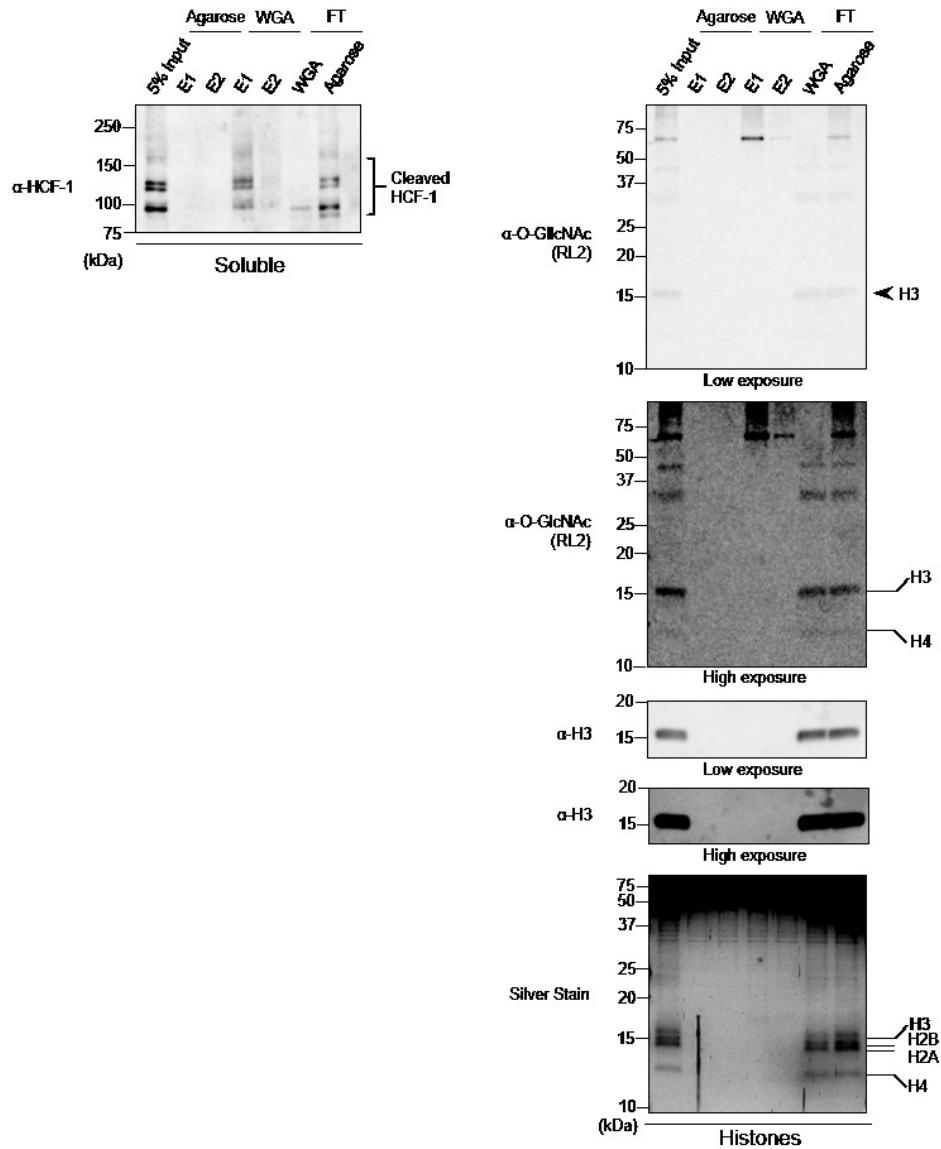 Agarose WGA FT
5% Input E1 E2 E1 E2 WGA Agarose
250
150
100
75
(kDa)
α-HCF-1
Cleaved
HCF-1
Soluble
Agarose WGA FT
5% Input E1 E2 E1 E2 WGA Agarose
75
50
37
25
20
15
10
α-O-GlcNAc
(RL2)
H3
Low exposure
75
50
37
25
20
15
10
α-O-GlcNAc
(RL2)
H3
H4
High exposure
20
15
α-H3
Low exposure
20
15
α-H3
High exposure
75
50
37
25
20
15
10
(kDa)
Silver Stain
H3
H2B
H2A
H4
Histones